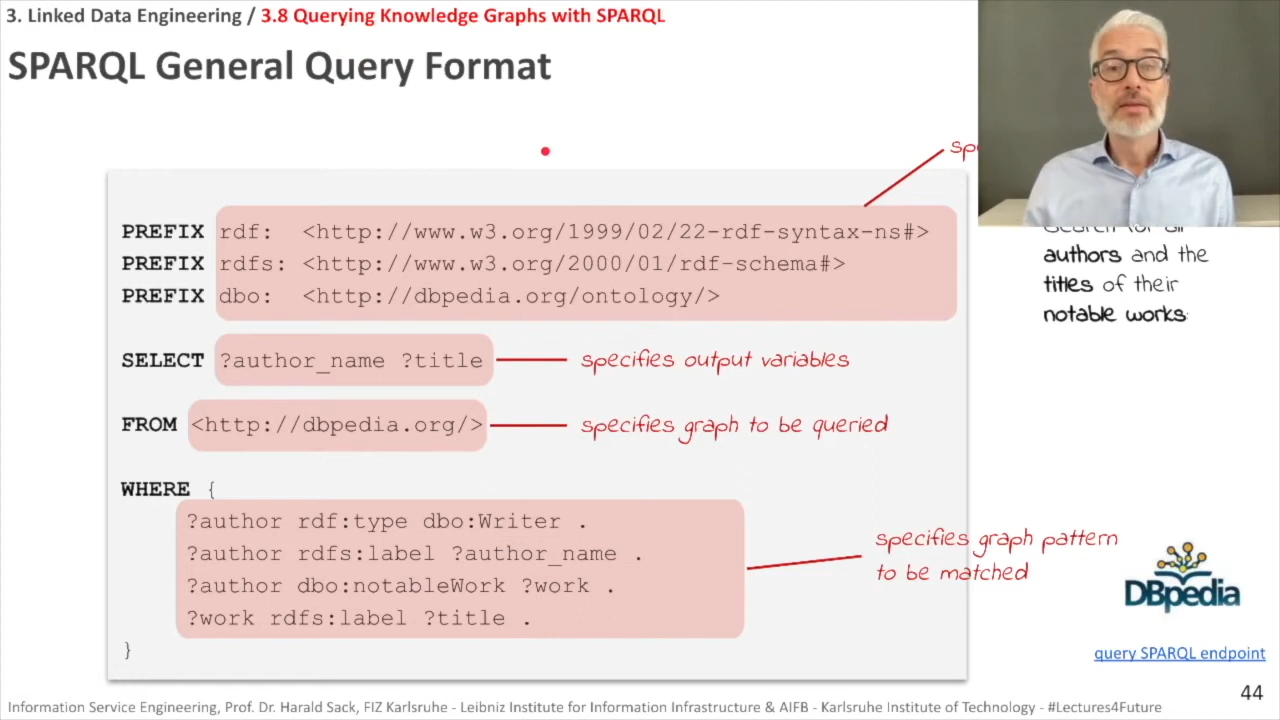 3. Linked Data Engineering / 3.8 Querying Knowledge Graphs with SPARQL
SPARQL General Query Format
PREFIX rdf: <http://www.w3.org/1999/02/22-rdf-syntax-ns#>
PREFIX rdfs: <http://www.w3.org/2000/01/rdf-schema#>
PREFIX dbo: <http://dbpedia.org/ontology/>
authors and the
titles of their
notable works
SELECT ?author_name ?title
specifies output variables
FROM <http://dbpedia.org/>
specifies graph to be queried
WHERE {
?author rdf:type dbo:Writer .
?author rdfs:label ?author_name .
?author dbo:notableWork ?work .
?work rdfs:label ?title .
}
specifies graph pattern
to be matched
DBpedia
query SPARQL endpoint
44
Information Service Engineering, Prof. Dr. Harald Sack, FIZ Karlsruhe - Leibniz Institute for Information Infrastructure & AIFB - Karlsruhe Institute of Technology - #Lectures4Future